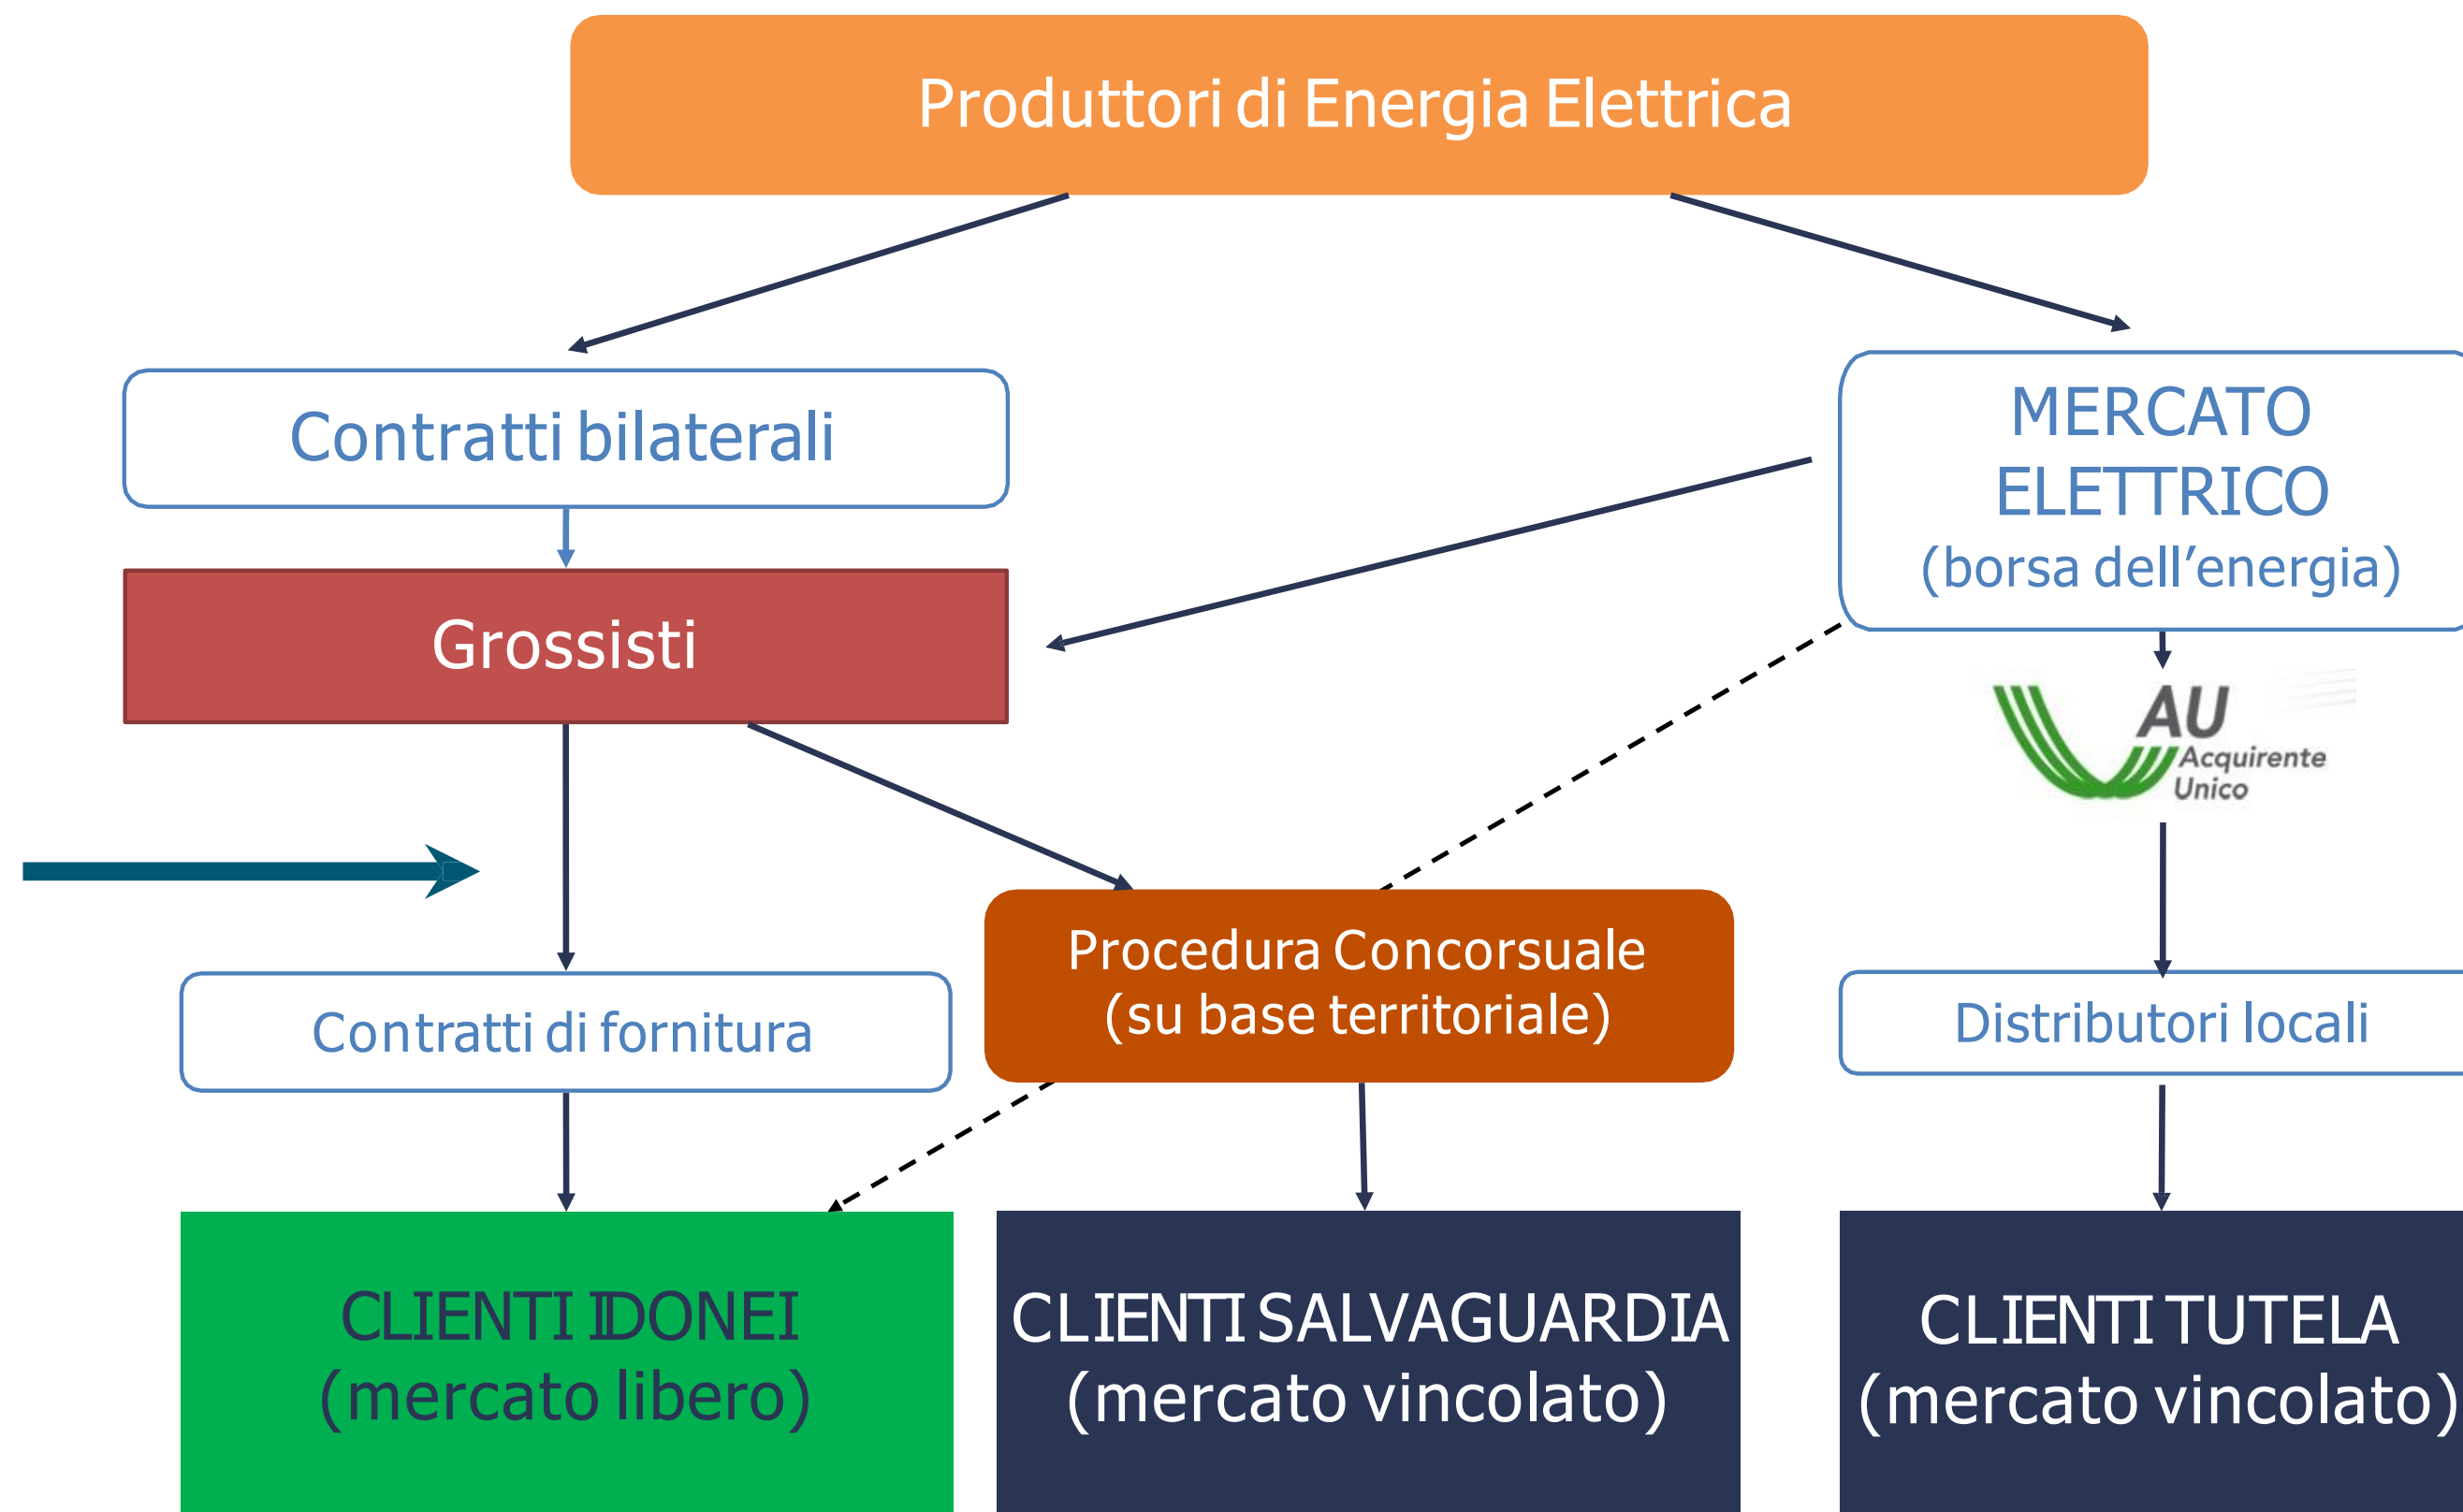 Produttori di Energia Elettrica
Contratti bilaterali
MERCATO
ELETTRICO
(borsa dell’energia)
Grossisti
AU
Acquirente
Unico
Procedura Concorsuale
(su base territoriale)
Contratti di fornitura
Distributori locali
CLIENTI IDONEI
(mercato libero)
CLIENTI SALVAGUARDIA
(mercato vincolato)
CLIENTI TUTELA
(mercato vincolato)